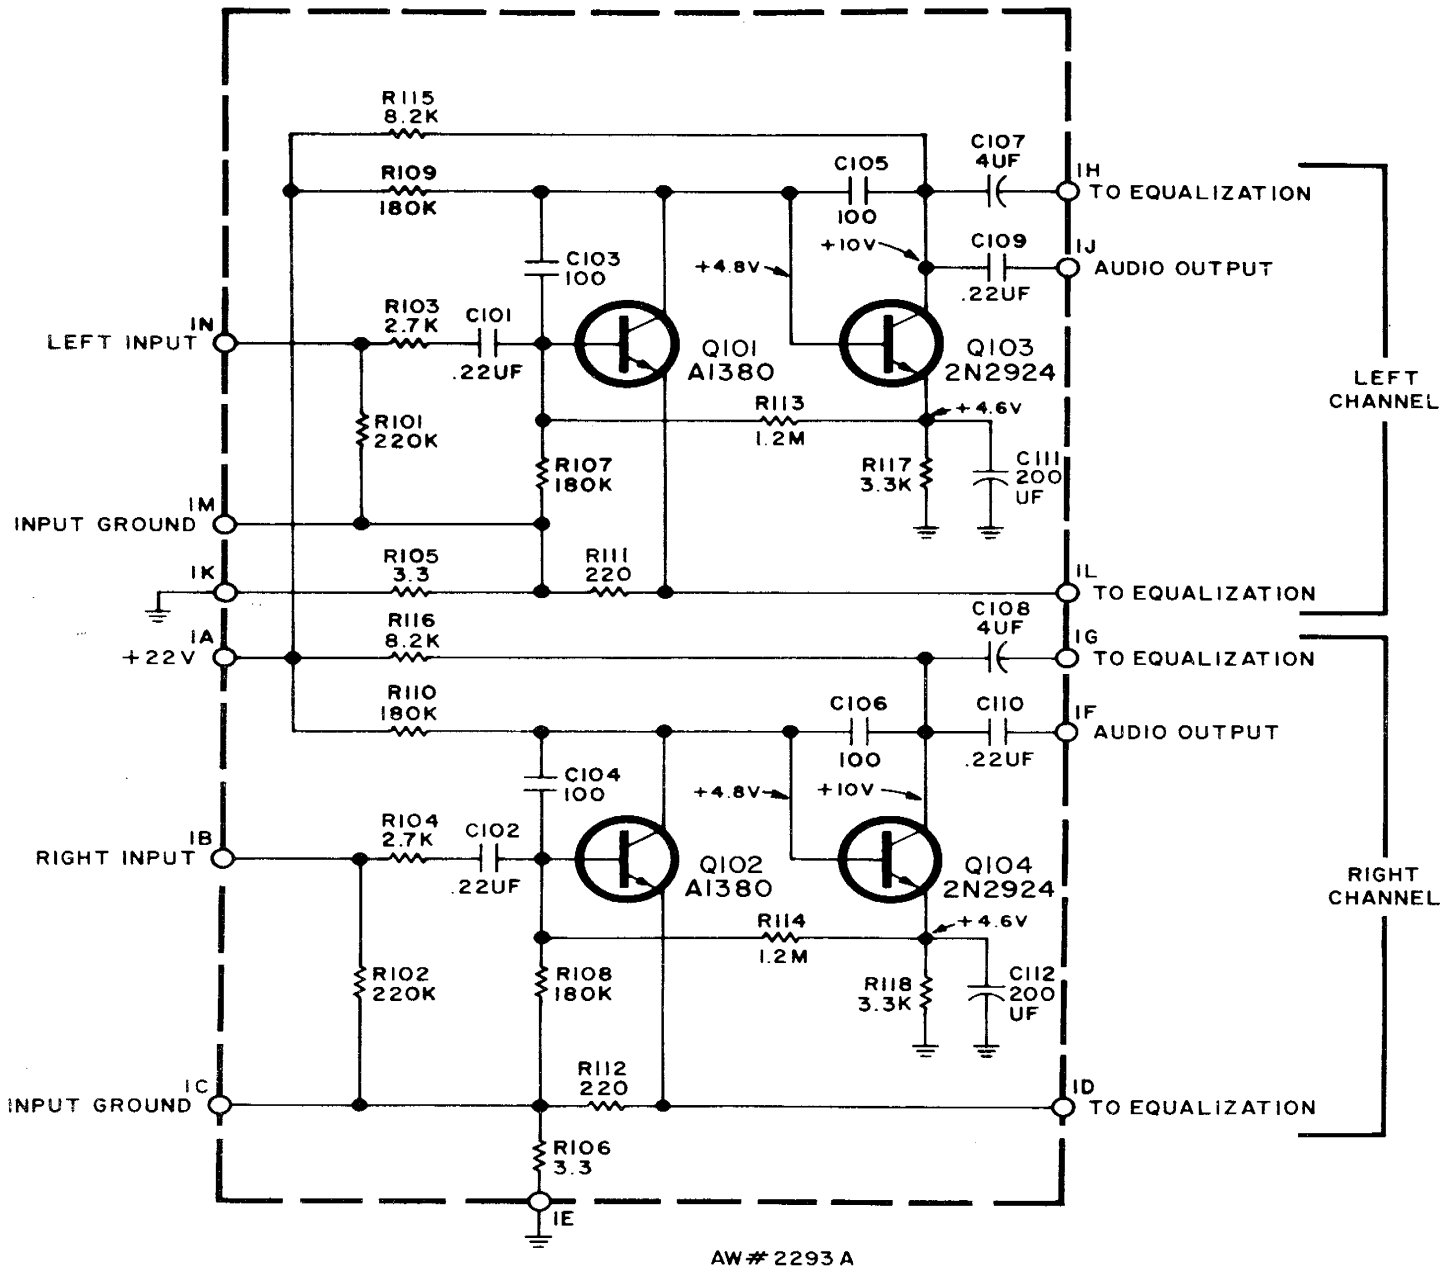 R115
8.2K
R109
180K
C105
100
C107
4UF
1H
TO EQUALIZATION
+10V
C109
.22UF
1J
AUDIO OUTPUT
C103
100
+4.8V
1N
LEFT INPUT
R103
2.7K
C101
.22UF
Q101
A1380
Q103
2N2924
LEFT
CHANNEL
R101
220K
R113
1.2M
+4.6V
R107
180K
R117
3.3K
C111
200
UF
1M
INPUT GROUND
1K
R105
3.3
R111
220
1L
TO EQUALIZATION
1A
+22V
R116
8.2K
C108
4UF
1G
TO EQUALIZATION
R110
180K
C106
100
C110
.22UF
1F
AUDIO OUTPUT
C104
100
+4.8V
+10V
1B
RIGHT INPUT
R104
2.7K
C102
.22UF
Q102
A1380
Q104
2N2924
RIGHT
CHANNEL
R114
1.2M
+4.6V
R102
220K
R108
180K
R118
3.3K
C112
200
UF
1C
INPUT GROUND
R112
220
1D
TO EQUALIZATION
R106
3.3
1E
AW#2293A